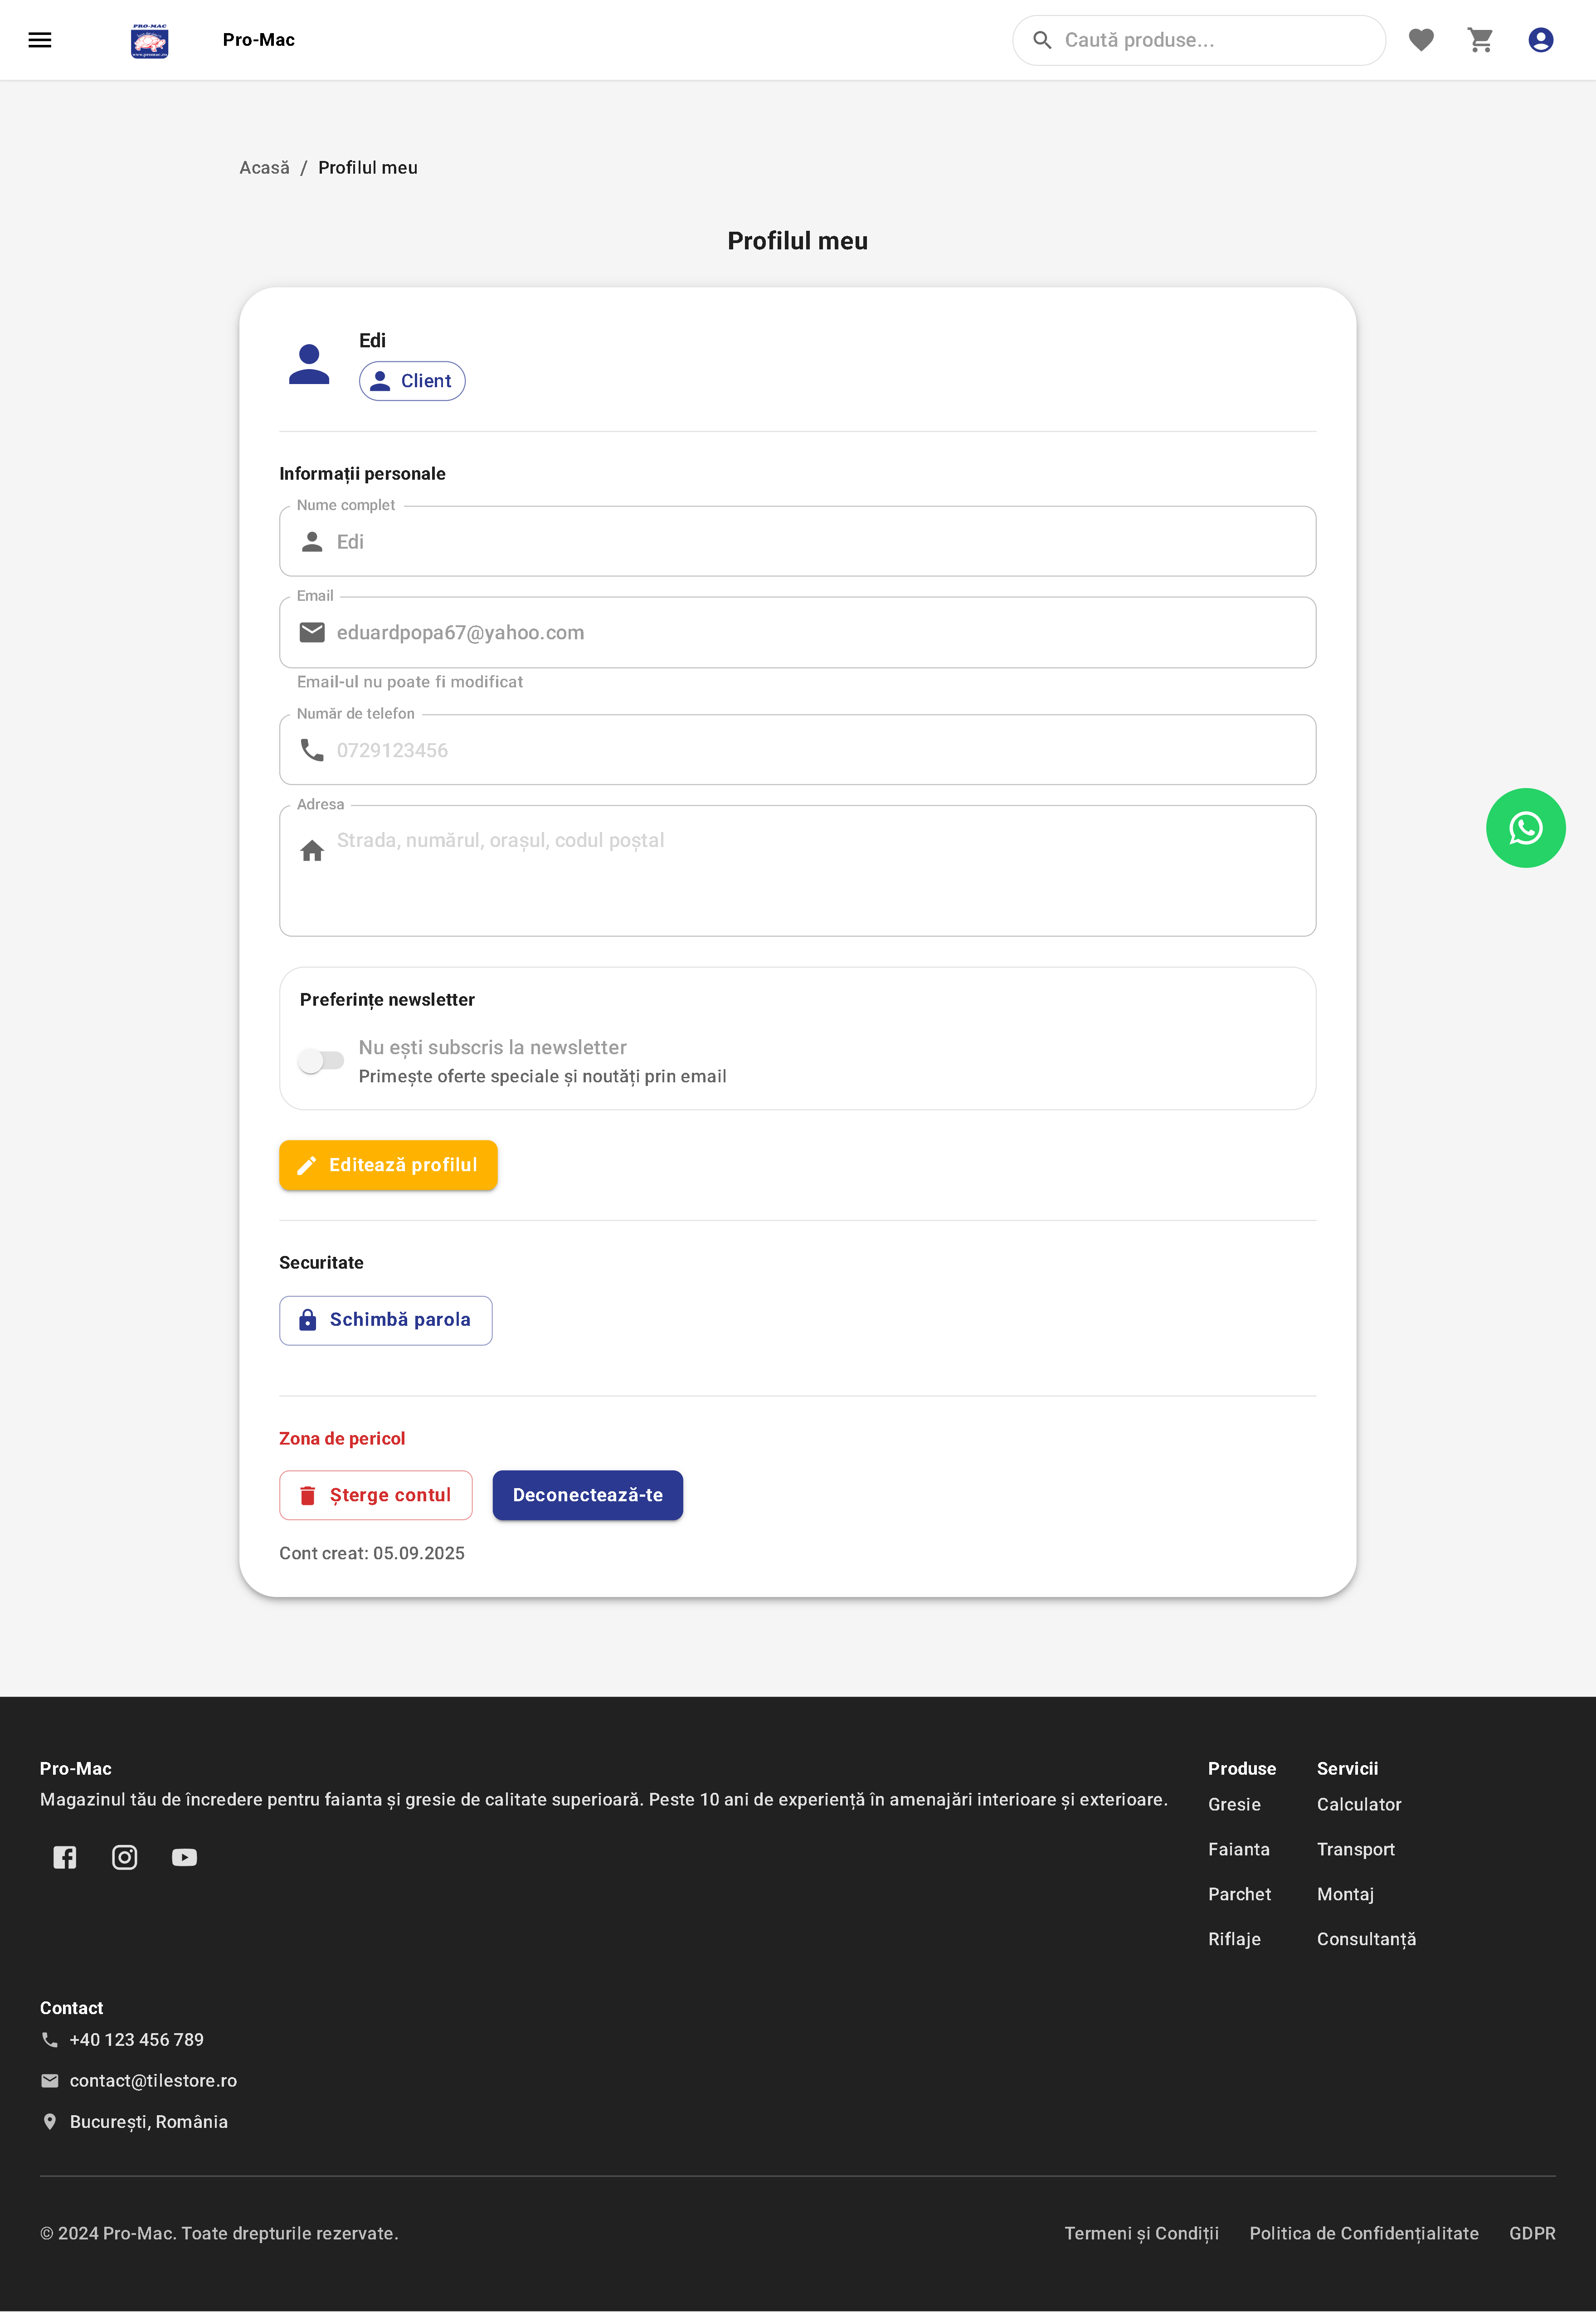 PRO-MAC
www.promac.ro
Pro-Mac
Caută produse...
Acasă / Profilul meu
Profilul meu
Edi
Client
Informații personale
Nume complet
Edi
Email
eduardpopa67@yahoo.com
Email-ul nu poate fi modificat
Număr de telefon
0729123456
Adresa
Strada, numărul, orașul, codul poștal
Preferințe newsletter
Nu ești subscris la newsletter
Primește oferte speciale și noutăți prin email
Editează profilul
Securitate
Schimbă parola
Zona de pericol
Șterge contul
Deconectează-te
Cont creat: 05.09.2025
Pro-Mac
Magazinul tău de încredere pentru faianta și gresie de calitate superioară. Peste 10 ani de experiență în amenajări interioare și exterioare.
Produse
Gresie
Faianta
Parchet
Riflaje
Servicii
Calculator
Transport
Montaj
Consultanță
Contact
+40 123 456 789
contact@tilestore.ro
București, România
© 2024 Pro-Mac. Toate drepturile rezervate.
Termeni și Condiții
Politica de Confidențialitate
GDPR